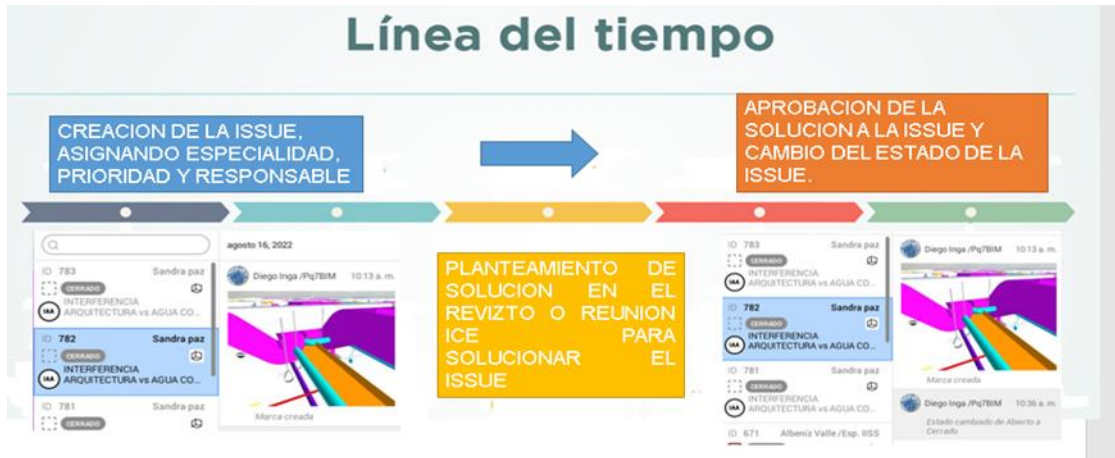 Línea del tiempo
CREACION DE LA ISSUE,
ASIGNANDO ESPECIALIDAD,
PRIORIDAD Y RESPONSABLE
APROBACION DE LA
SOLUCION A LA ISSUE Y
CAMBIO DEL ESTADO DE LA
ISSUE.
ID 783 Sandra paz
CERRADO
INTERFERENCIA
IAA ARQUITECTURA vs AGUA CO...
ID 782 Sandra paz
CERRADO
INTERFERENCIA
IAA ARQUITECTURA vs AGUA CO...
ID 781 Sandra paz
CERRADO
agosto 16, 2022
Diego Inga /Pq7BIM 10:13 a. m.
Marca creada
PLANTEAMIENTO DE
SOLUCION EN EL
REVIZTO O REUNION
ICE PARA
SOLUCIONAR EL
ISSUE
ID 783 Sandra paz
CERRADO
INTERFERENCIA
IAA ARQUITECTURA vs AGUA CO...
ID 782 Sandra paz
CERRADO
INTERFERENCIA
IAA ARQUITECTURA vs AGUA CO...
ID 781 Sandra paz
CERRADO
INTERFERENCIA
IAA ARQUITECTURA vs AGUA CO...
ID 671 Albeniz Valle /Esp. IISS
Diego Inga /Pq7BIM 10:13 a. m.
Marca creada
Diego Inga /Pq7BIM 10:36 a. m.
Estado cambiado de Abierto a
Cerrado